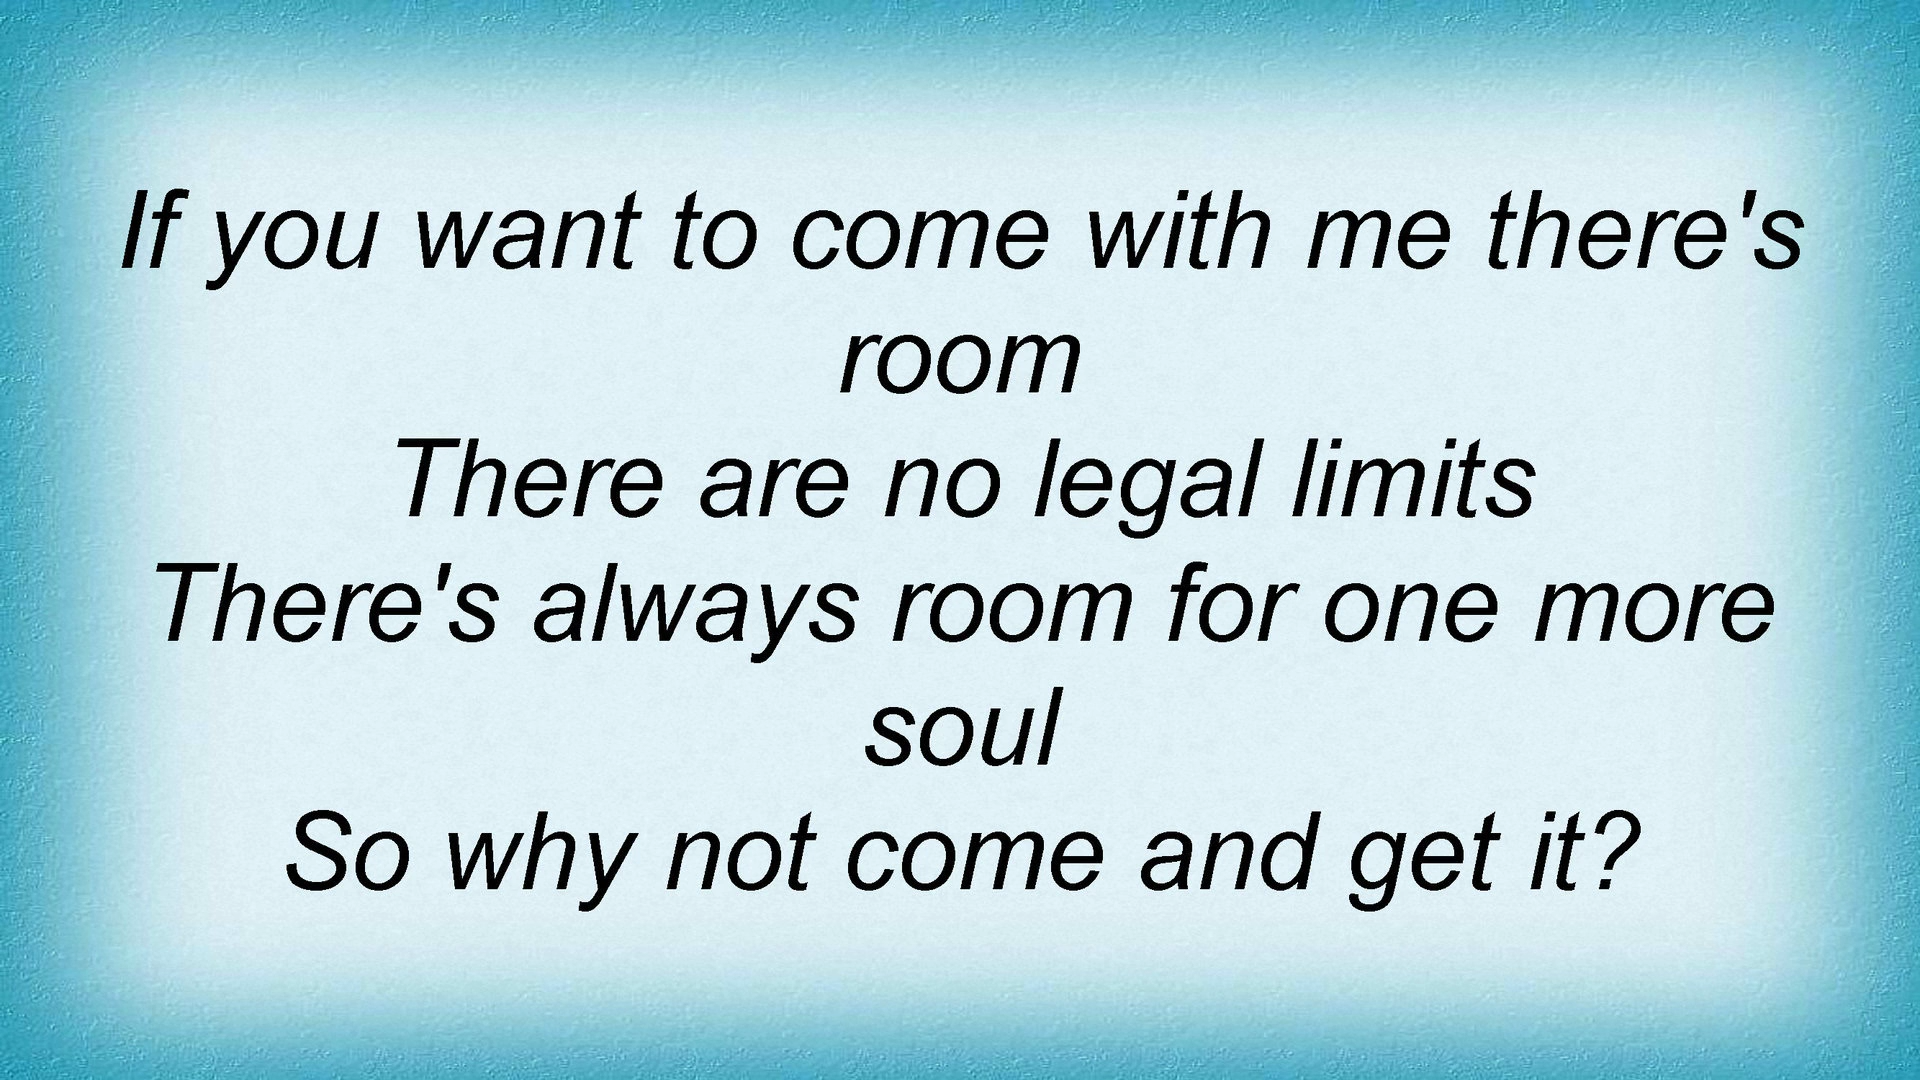 If you want to come with me there's
room
There are no legal limits
There's always room for one more
soul
So why not come and get it?